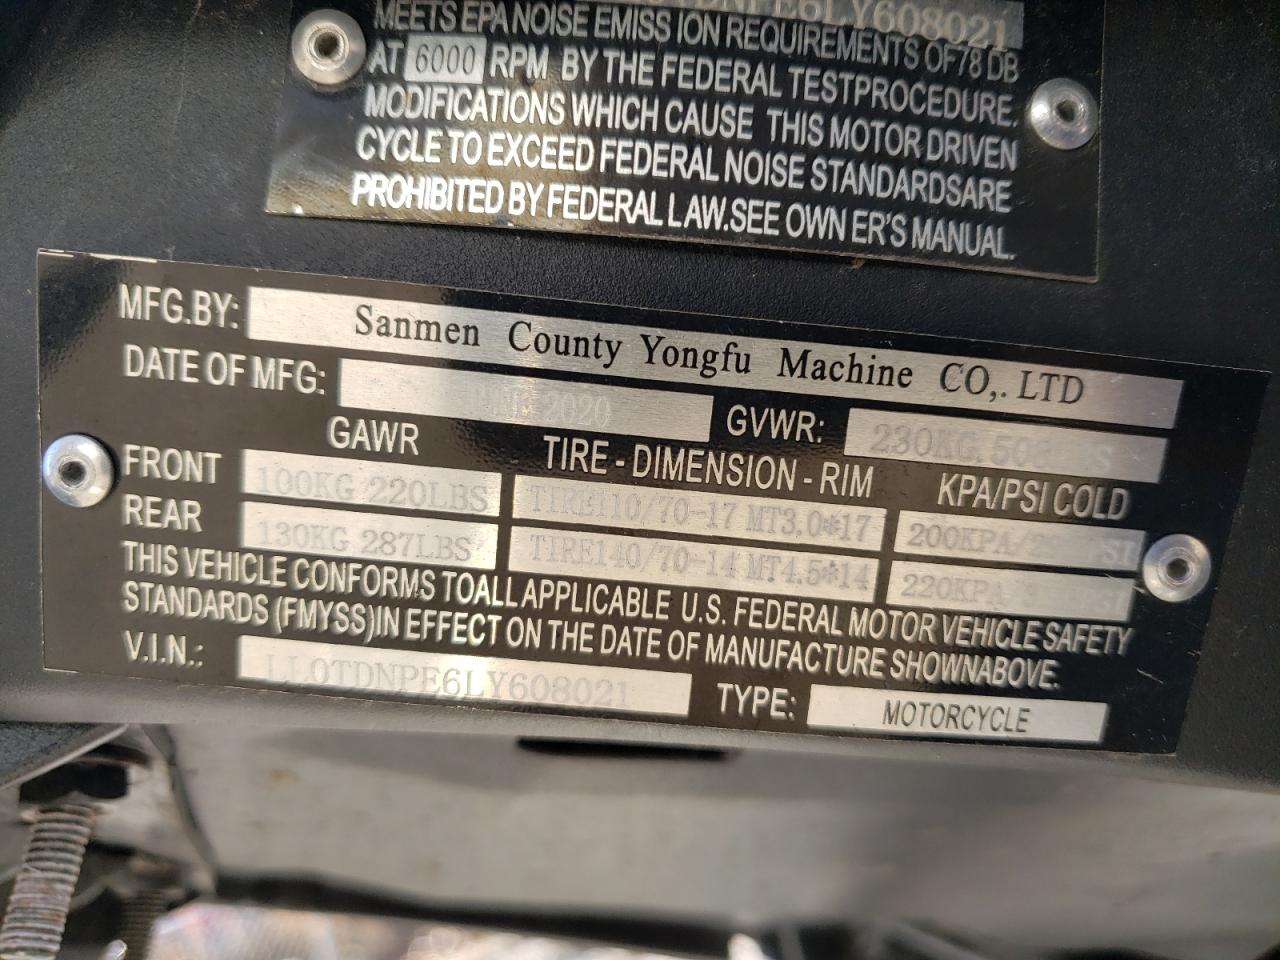 TDNPE6LY608021
MEETS EPA NOISE EMISS ION REQUIREMENTS OF78 DB
AT 6000 RPM BY THE FEDERAL TESTPROCEDURE.
MODIFICATIONS WHICH CAUSE THIS MOTOR DRIVEN
CYCLE TO EXCEED FEDERAL NOISE STANDARDSARE
PROHIBITED BY FEDERAL LAW.SEE OWN ER'S MANUAL.
MFG.BY: Sanmen County Yongfu Machine CO,. LTD
DATE OF MFG: 2020 GVWR: 230KG
GAWR TIRE - DIMENSION - RIM KPA/PSI COLD
FRONT 100KG 220LBS TIRE110/70-17 MT3.0*17 200KPA/
REAR 130KG 287LBS TIRE140/70-14 MT4.5*14 220KPA
THIS VEHICLE CONFORMS TOALL APPLICABLE U.S. FEDERAL MOTOR VEHICLE SAFETY
STANDARDS (FMYSS)IN EFFECT ON THE DATE OF MANUFACTURE SHOWNABOVE.
V.I.N.: LL0TDNPE6LY608021 TYPE: MOTORCYCLE